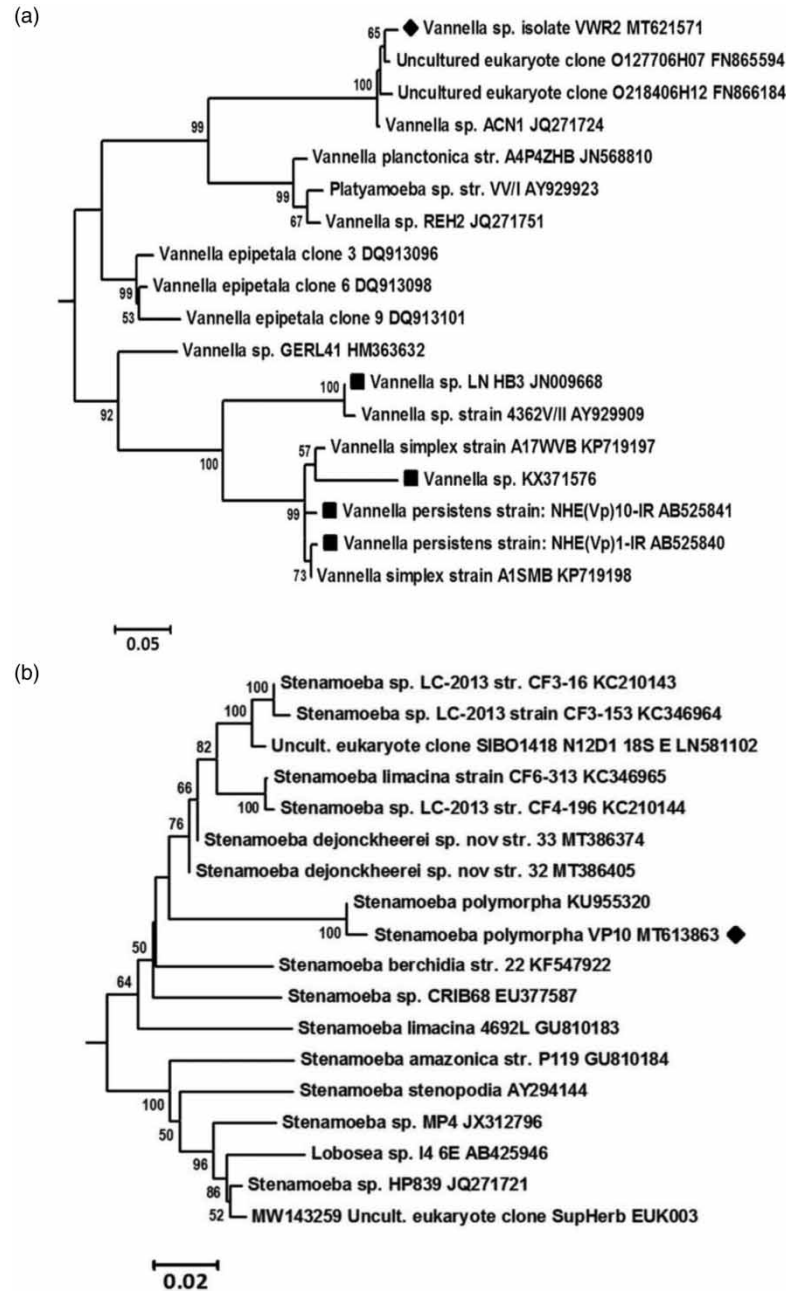 (a)
65
Vannella sp. isolate VWR2 MT621571
Uncultured eukaryote clone O127706H07 FN865594
100
Uncultured eukaryote clone O218406H12 FN866184
Vannella sp. ACN1 JQ271724
99
Vannella planctonica str. A4P4ZHB JN568810
99
Platyamoeba sp. str. VV/I AY929923
67
Vannella sp. REH2 JQ271751
Vannella epipetala clone 3 DQ913096
99
Vannella epipetala clone 6 DQ913098
53
Vannella epipetala clone 9 DQ913101
Vannella sp. GERL41 HM363632
92
100
Vannella sp. LN HB3 JN009668
Vannella sp. strain 4362V/II AY929909
100
57
Vannella simplex strain A17WVB KP719197
Vannella sp. KX371576
99
Vannella persistens strain: NHE(Vp)10-IR AB525841
Vannella persistens strain: NHE(Vp)1-IR AB525840
73
Vannella simplex strain A1SMB KP719198
0.05
(b)
100
Stenamoeba sp. LC-2013 str. CF3-16 KC210143
100
Stenamoeba sp. LC-2013 strain CF3-153 KC346964
82
Uncult. eukaryote clone SIBO1418 N12D1 18S E LN581102
Stenamoeba limacina strain CF6-313 KC346965
66
100
Stenamoeba sp. LC-2013 str. CF4-196 KC210144
76
Stenamoeba dejonckheerei sp. nov str. 33 MT386374
Stenamoeba dejonckheerei sp. nov str. 32 MT386405
Stenamoeba polymorpha KU955320
100
Stenamoeba polymorpha VP10 MT613863
50
Stenamoeba berchidia str. 22 KF547922
64
Stenamoeba sp. CRIB68 EU377587
Stenamoeba limacina 4692L GU810183
Stenamoeba amazonica str. P119 GU810184
100
Stenamoeba stenopodia AY294144
50
Stenamoeba sp. MP4 JX312796
96
Lobosea sp. I4 6E AB425946
86
Stenamoeba sp. HP839 JQ271721
52
MW143259 Uncult. eukaryote clone SupHerb EUK003
0.02